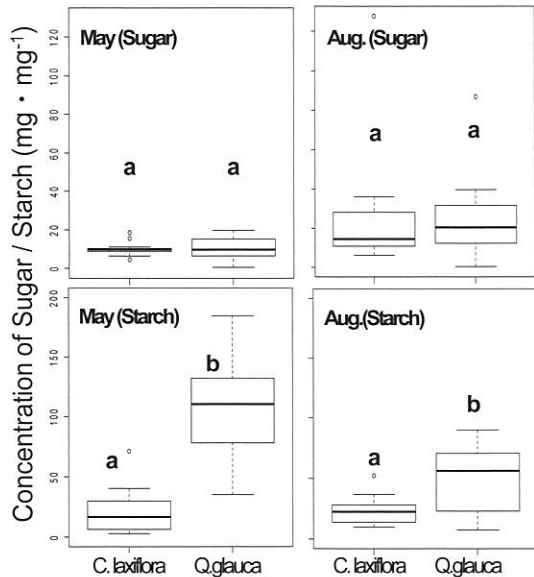 Concentration of Sugar / Starch (mg・mg⁻¹)
May (Sugar)
Aug. (Sugar)
120
100
80
60
40
20
0
a
a
a
a
May (Starch)
Aug.(Starch)
200
150
100
50
0
a
b
a
b
C. laxiflora
Q.glauca
C. laxiflora
Q.glauca